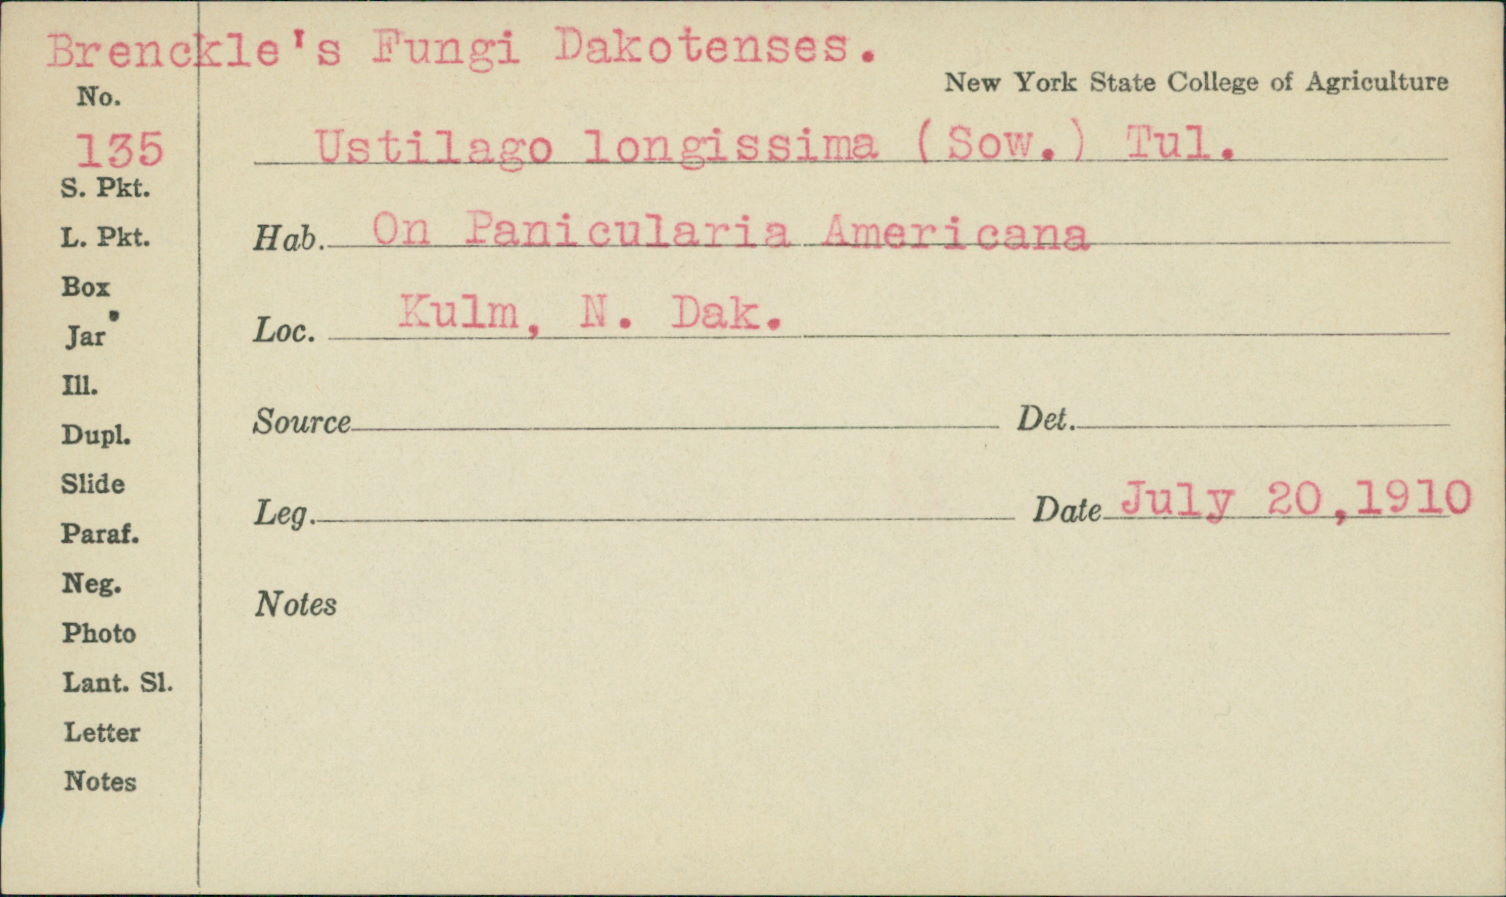 Brenckle's Fungi Dakotenses.
New York State College of Agriculture
No.
135
Ustilago longissima (Sow.) Tul.
S. Pkt.
L. Pkt.
Hab. On Panicularia Americana
Box
Jar
Loc. Kulm, N. Dak.
Ill.
Dupl.
Source Det.
Slide
Leg. Date July 20,1910
Paraf.
Neg.
Notes
Photo
Lant. Sl.
Letter
Notes